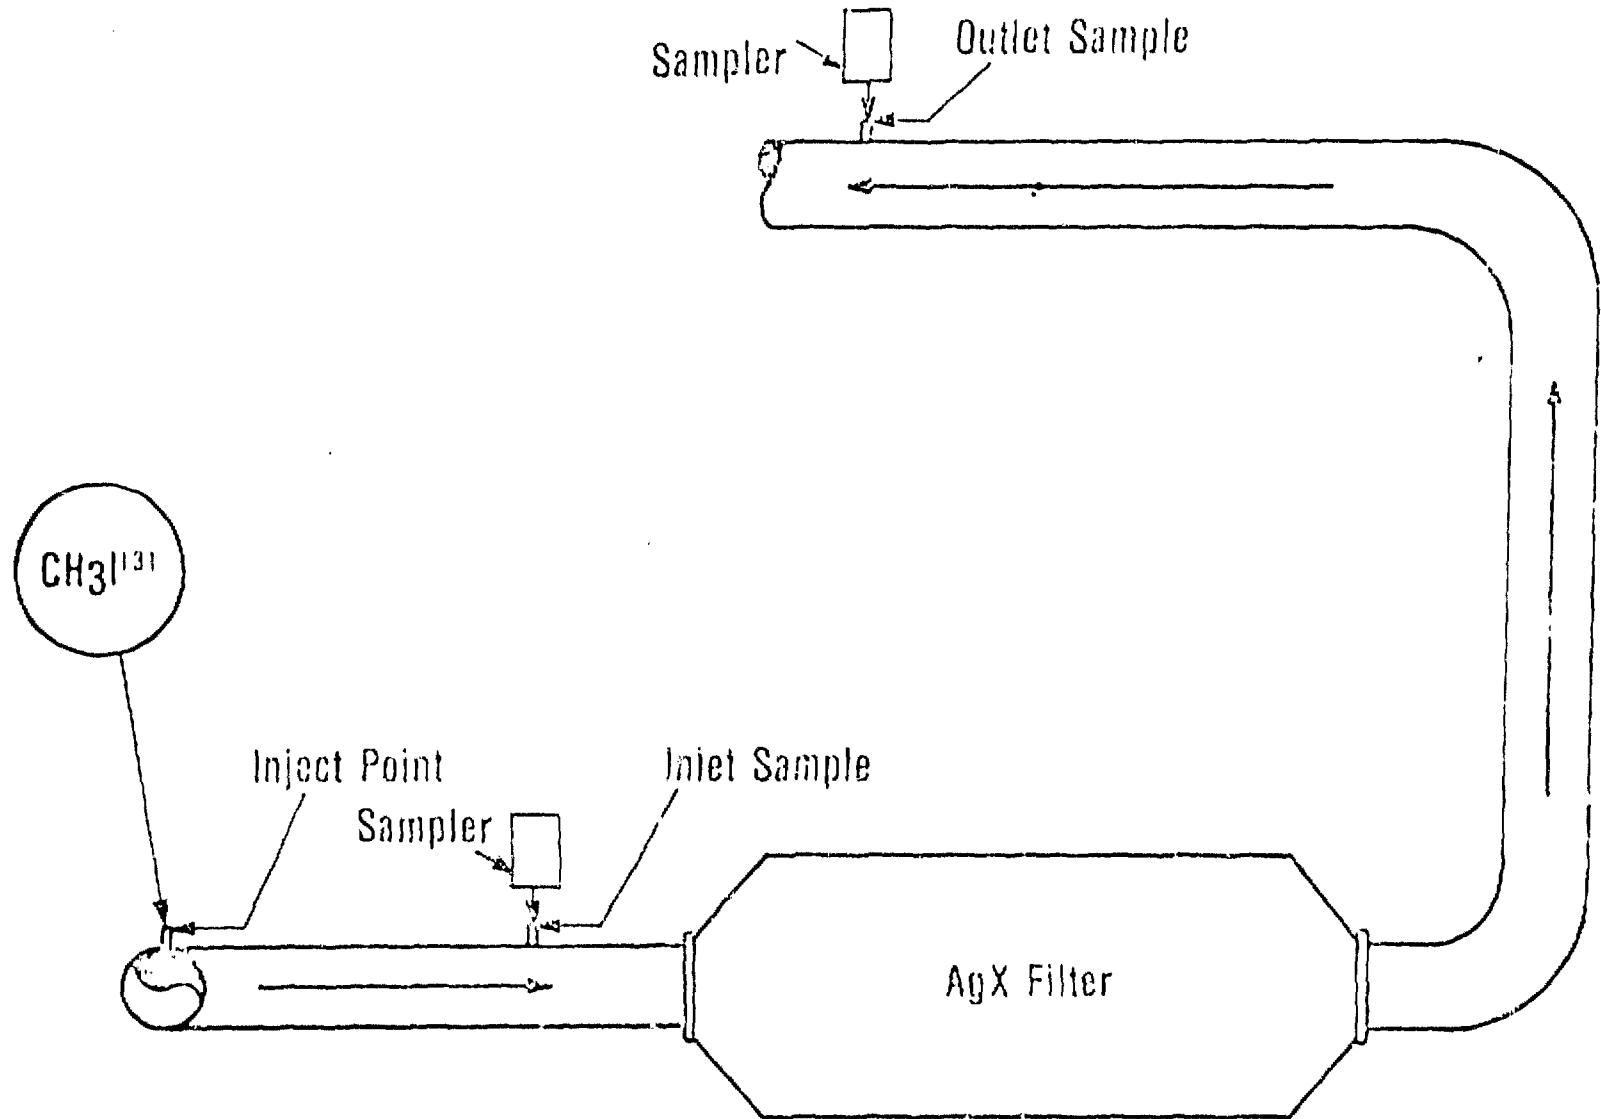 Sampler
Outlet Sample
CH3I131
Inject Point
Inlet Sample
Sampler
AgX Filter